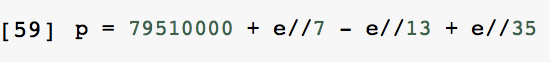 [59] p = 79510000 + e//7 - e//13 + e//35